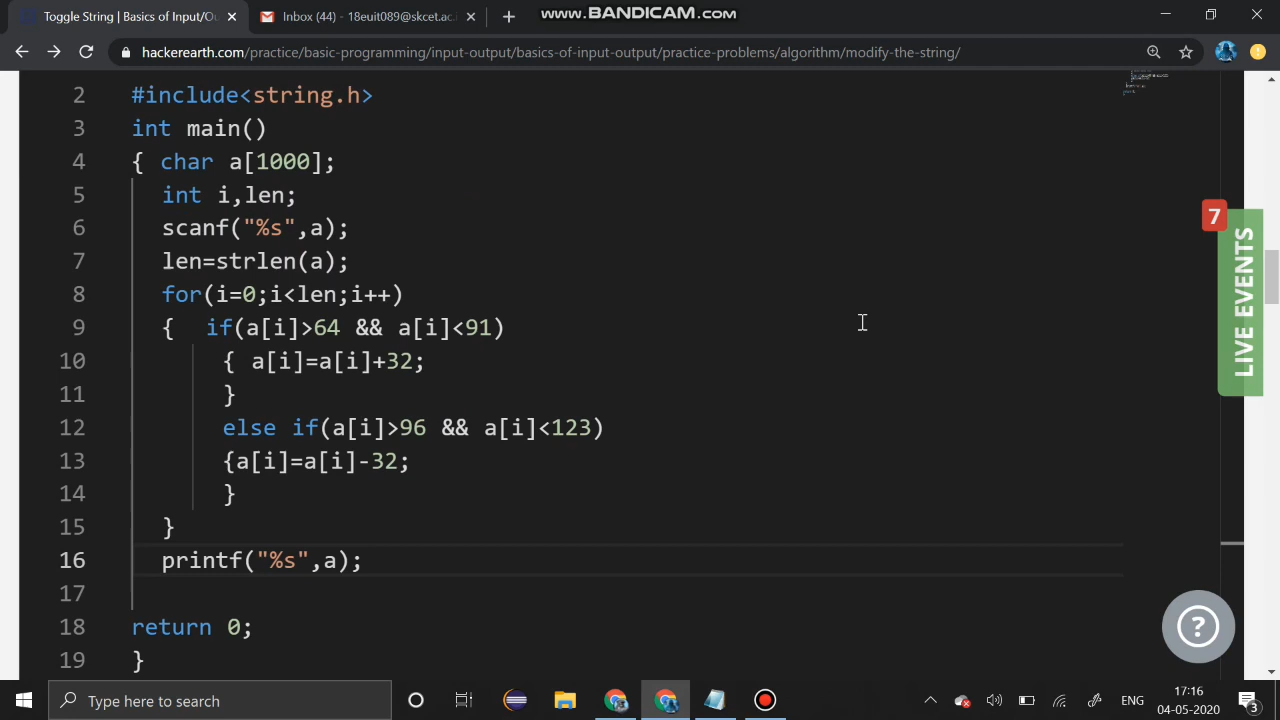 Toggle String | Basics of Input/Ou
Inbox (44) - 18euit089@skcet.ac.i
www.BANDICAM.com
hackerearth.com/practice/basic-programming/input-output/basics-of-input-output/practice-problems/algorithm/modify-the-string/
2 #include<string.h>
3 int main()
4 { char a[1000];
5 int i,len;
6 scanf("%s",a);
7 len=strlen(a);
8 for(i=0;i<len;i++)
9 { if(a[i]>64 && a[i]<91)
10 { a[i]=a[i]+32;
11 }
12 else if(a[i]>96 && a[i]<123)
13 {a[i]=a[i]-32;
14 }
15 }
16 printf("%s",a);
17
18 return 0;
19 }
7
LIVE EVENTS
?
Type here to search
ENG
17:16
04-05-2020
3